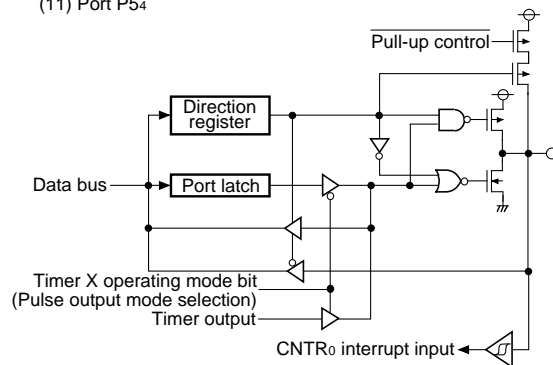 (11) Port P5₄
Pull-up control
Direction
register
Data bus
Port latch
Timer X operating mode bit
(Pulse output mode selection)
Timer output
CNTR₀ interrupt input